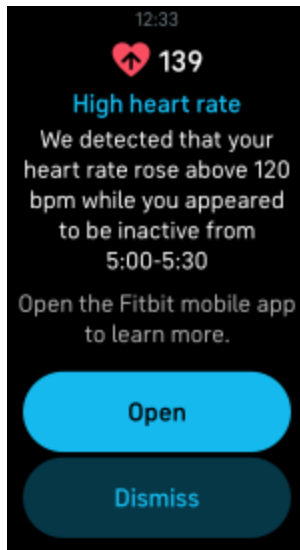 12:33
139
High heart rate
We detected that your
heart rate rose above 120
bpm while you appeared
to be inactive from
5:00-5:30
Open the Fitbit mobile app
to learn more.
Open
Dismiss